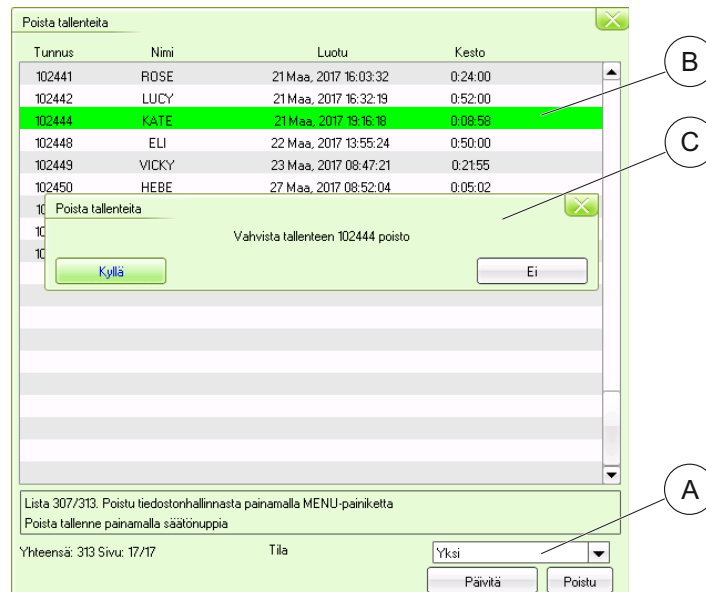 Poista tallenteita
Tunnus Nimi Luotu Kesto
102441 ROSE 21 Maa, 2017 16:03:32 0:24:00
102442 LUCY 21 Maa, 2017 16:32:19 0:52:00
102444 KATE 21 Maa, 2017 19:16:18 0:08:58
102448 ELI 22 Maa, 2017 13:55:24 0:50:00
102449 VICKY 23 Maa, 2017 08:47:21 0:21:55
102450 HEBE 27 Maa, 2017 08:52:04 0:05:02
10
10
10
Poista tallenteita
Vahvista tallenteen 102444 poisto
Kyllä Ei
Lista 307/313. Poistu tiedostonhallinnasta painamalla MENU-painiketta
Poista tallenne painamalla säätönuppia
Yhteensä: 313 Sivu: 17/17 Tila Yksi
Päivitä Poistu
B
C
A